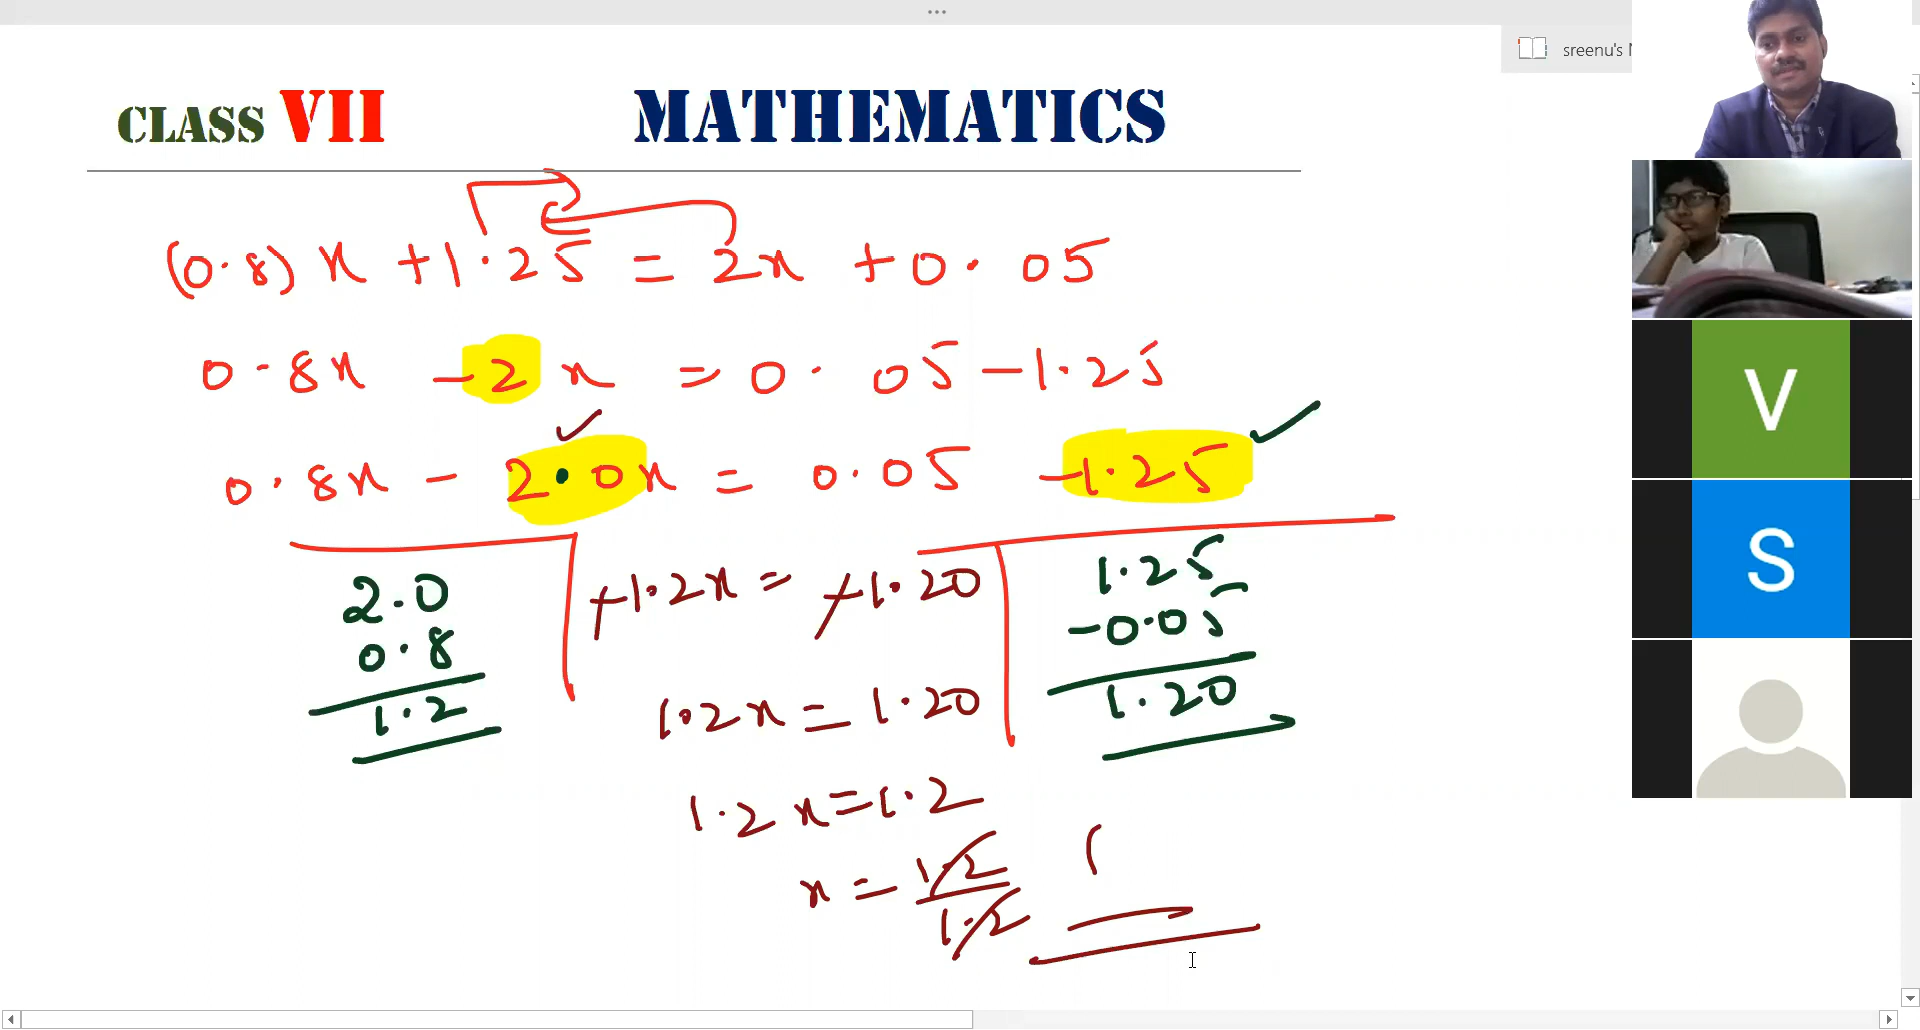 sreenu's
CLASS VII MATHEMATICS
(0.8) x + 1.25 = 2x + 0.05
0.8x - 2x = 0.05 - 1.25
0.8x - 2.0x = 0.05 - 1.25
2.0
0.8
1.2
-1.2x = -1.20
1.2x = 1.20
1.2x = 1.2
x = 1.2/1.2 1
1.25
-0.05
1.20
V
S